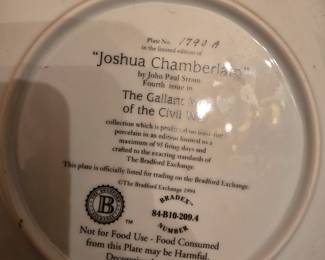 Plate No. 1790 A
in the limited edition of
"Joshua Chamberlain"
by John Paul Strain
Fourth issue in
The Gallant
of the Civil
collection which is produced on
porcelain in an edition limited to a
maximum of 95 firing days and
crafted to the exacting standards of
The Bradford Exchange.
This plate is officially listed for trading on the Bradford Exchange.
©The Bradford Exchange 1994
BRADEX
84-B10-209.4
NUMBER
B
TM
Not for Food Use - Food Consumed
from this Plate may be Harmful.